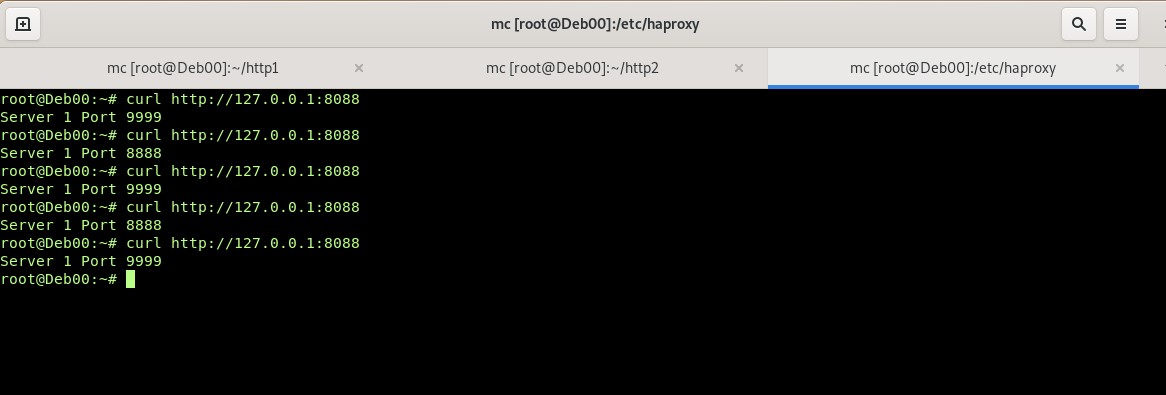 mc [root@Deb00]:/etc/haproxy
mc [root@Deb00]:~/http1
mc [root@Deb00]:~/http2
mc [root@Deb00]:/etc/haproxy
root@Deb00:~# curl http://127.0.0.1:8088
Server 1 Port 9999
root@Deb00:~# curl http://127.0.0.1:8088
Server 1 Port 8888
root@Deb00:~# curl http://127.0.0.1:8088
Server 1 Port 9999
root@Deb00:~# curl http://127.0.0.1:8088
Server 1 Port 8888
root@Deb00:~# curl http://127.0.0.1:8088
Server 1 Port 9999
root@Deb00:~#